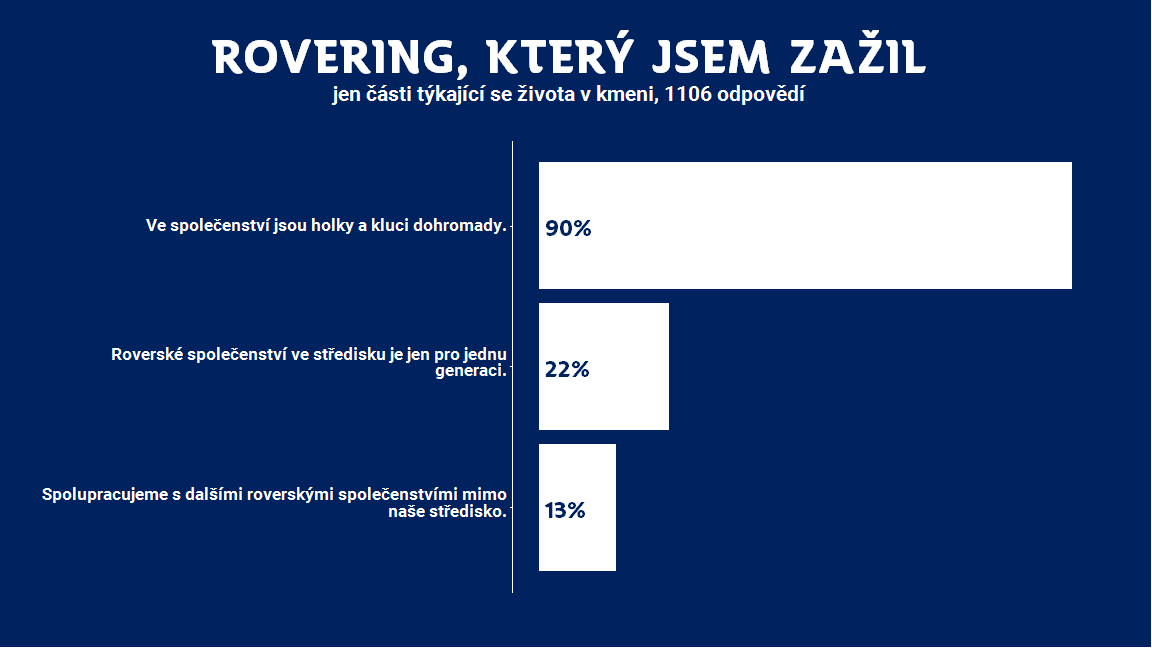 ROVERING, KTERÝ JSEM ZAŽIL
jen části týkající se života v kmeni, 1106 odpovědí
Ve společenství jsou holky a kluci dohromady.
90%
Roverské společenství ve středisku je jen pro jednu
generaci.
22%
Spolupracujeme s dalšími roverskými společenstvími mimo
naše středisko.
13%